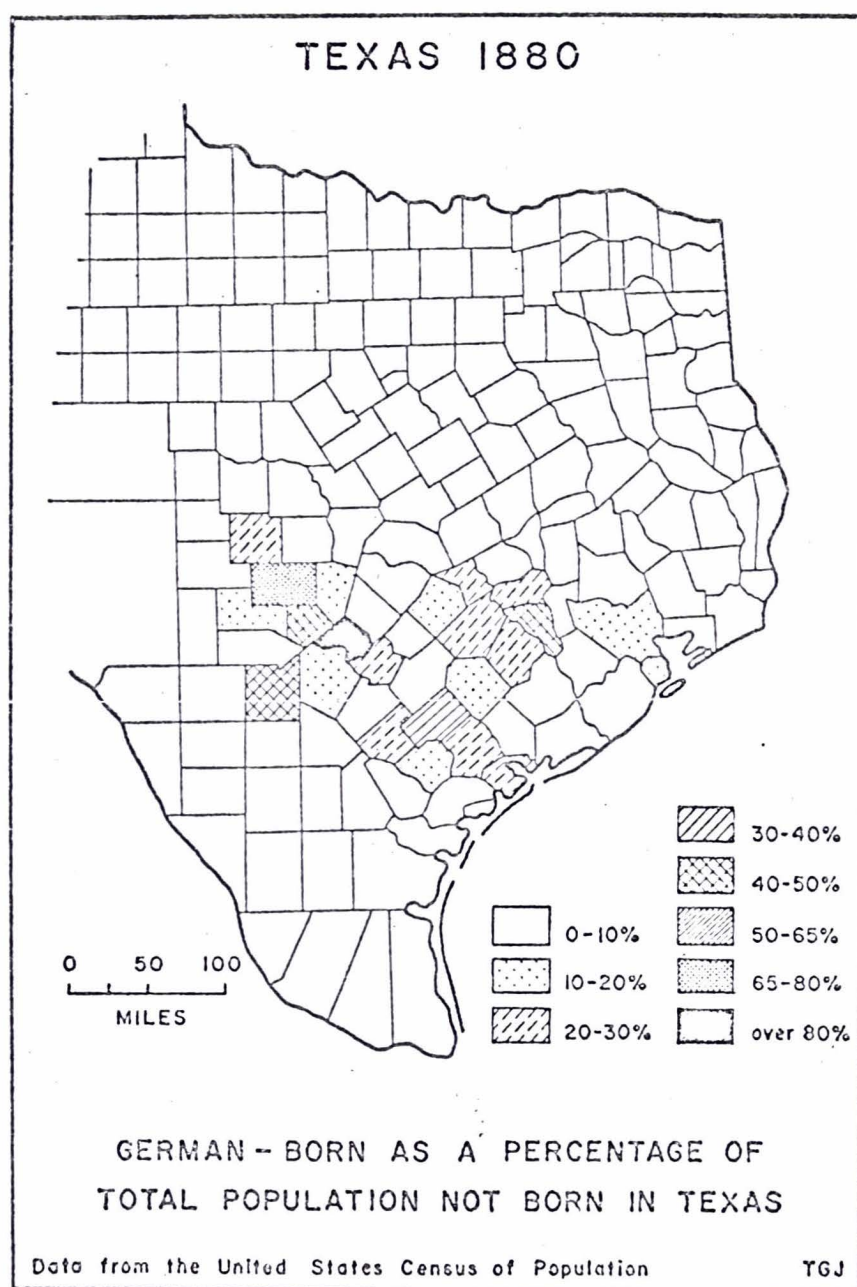 TEXAS 1880
30-40%
40-50%
0-10%
50-65%
10-20%
65-80%
20-30%
over 80%
0 50 100
MILES
GERMAN - BORN AS A PERCENTAGE OF
TOTAL POPULATION NOT BORN IN TEXAS
Data from the United States Census of Population TGJ